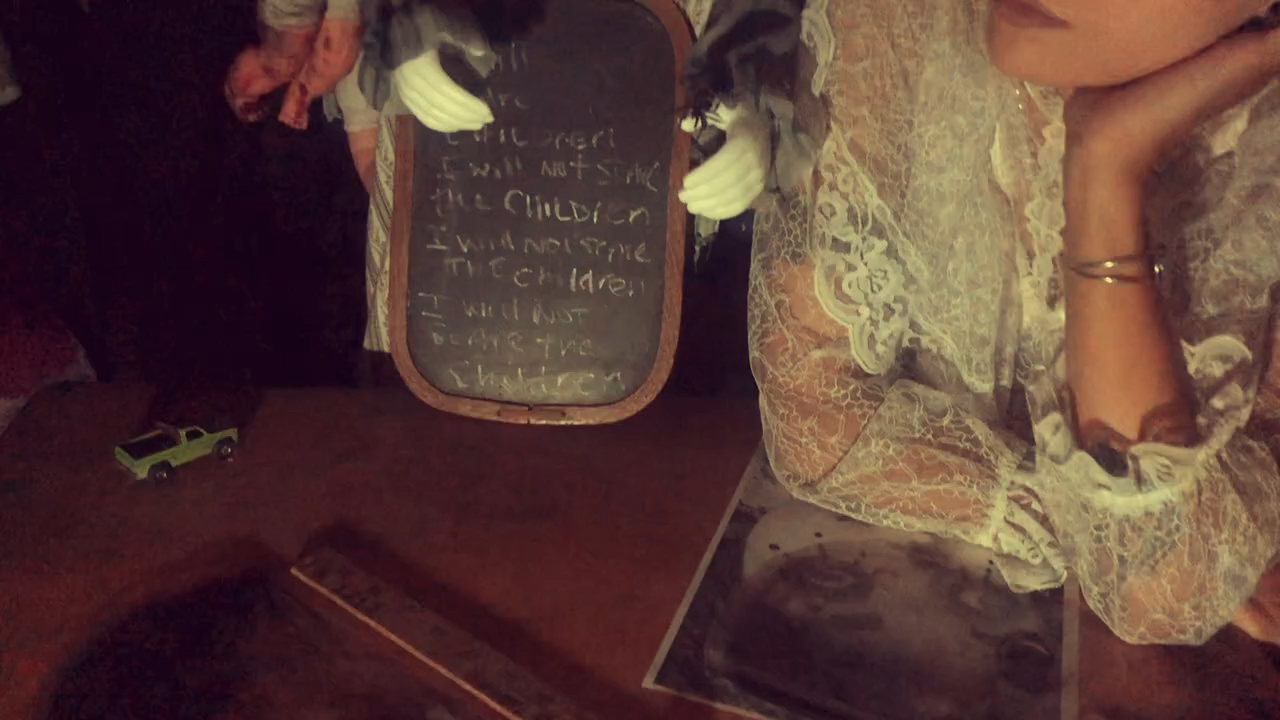 CHILDREN
I will NOT SCARE
the CHILDren
I will NOT scare
THE children
I will NOT
scare the
children